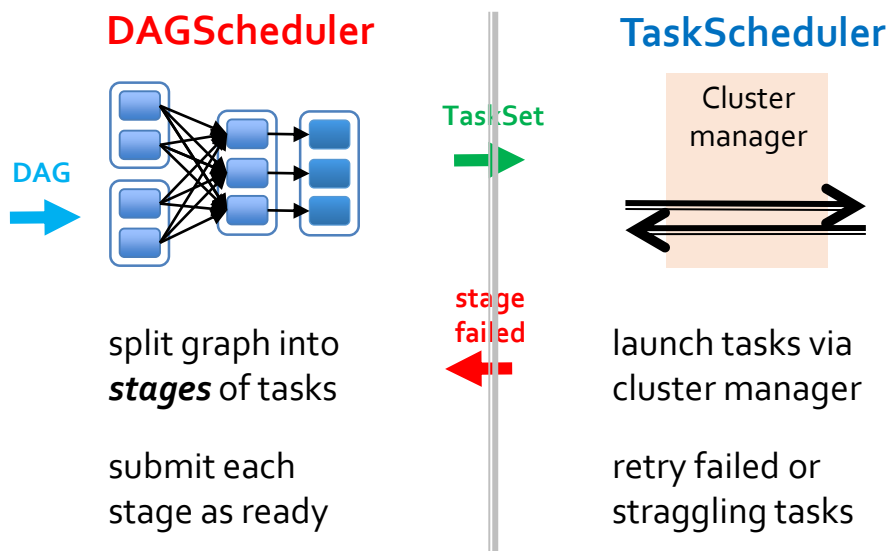 DAGScheduler
TaskScheduler
DAG
TaskSet
Cluster
manager
stage
failed
split graph into
stages of tasks
submit each
stage as ready
launch tasks via
cluster manager
retry failed or
straggling tasks